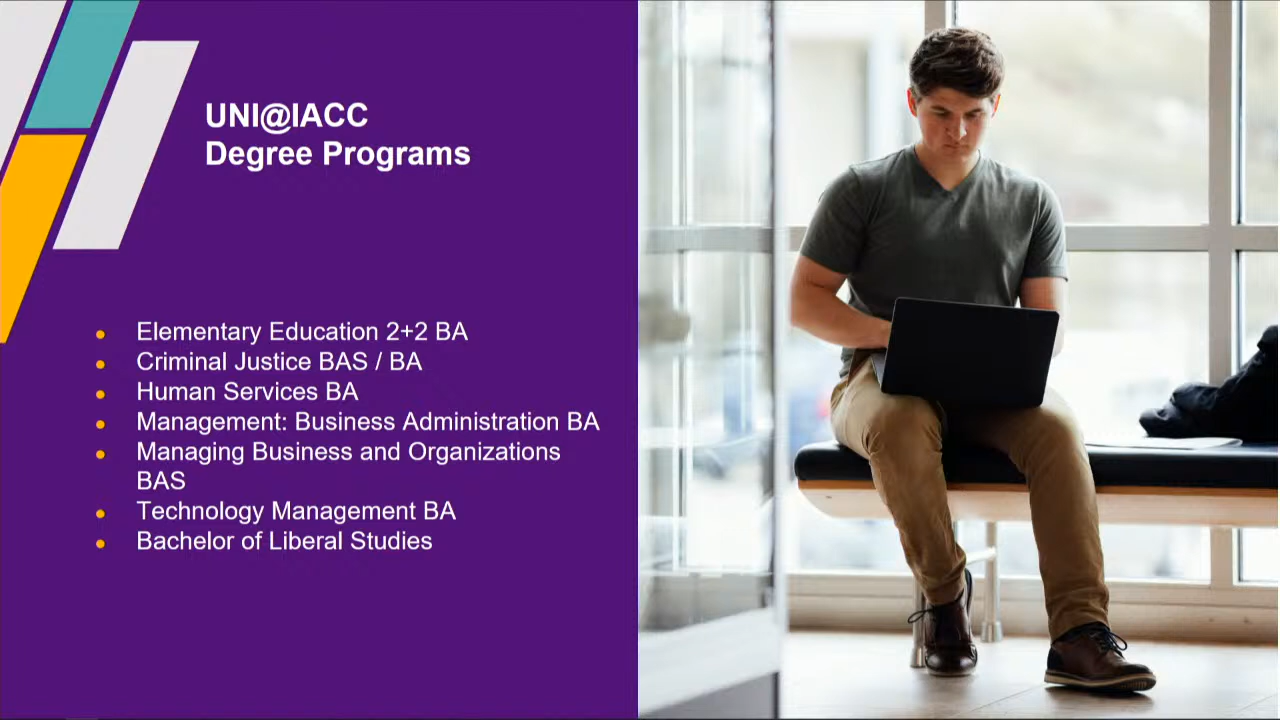 UNI@IACC
Degree Programs
Elementary Education 2+2 BA
Criminal Justice BAS / BA
Human Services BA
Management: Business Administration BA
Managing Business and Organizations
BAS
Technology Management BA
Bachelor of Liberal Studies